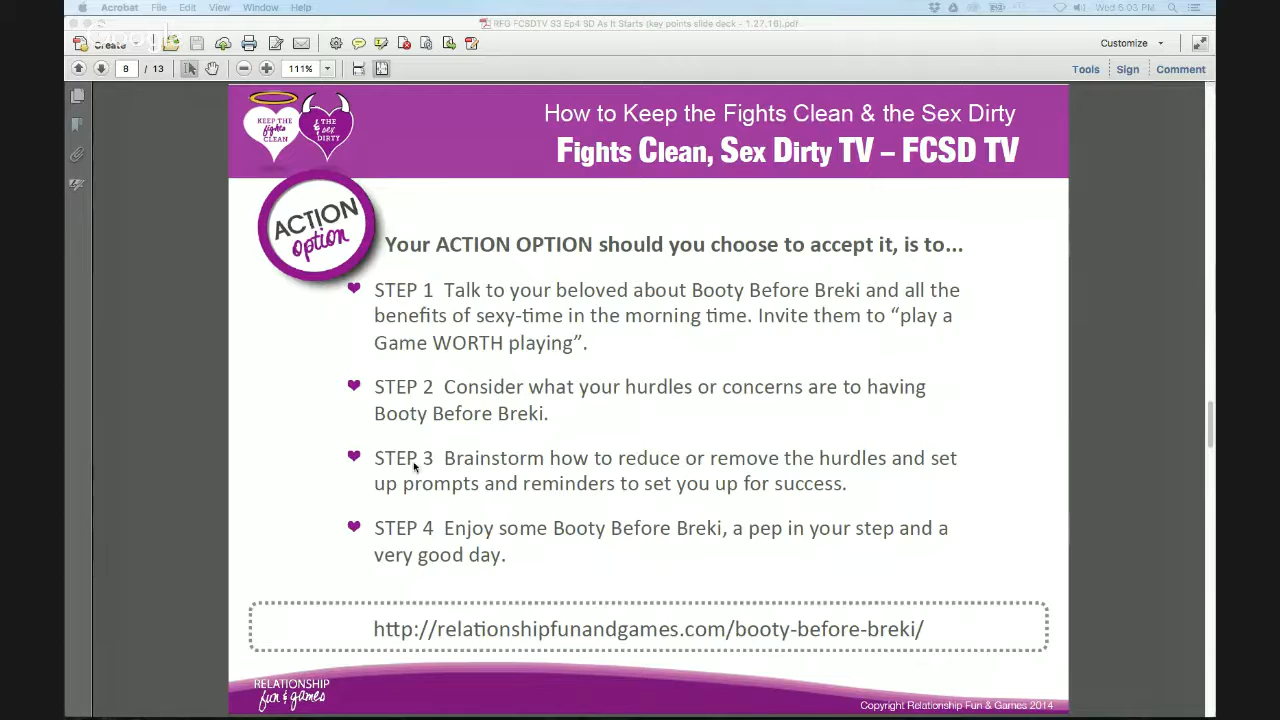 Acrobat File Edit View Window Help
Wed 5:03 PM
RFG FCSDTV S3 Ep4 SD As It Starts (key points slide deck - 1.27.16).pdf
Create
Customize
8 / 13
111%
Tools Sign Comment
KEEP THE
fights
CLEAN
& THE
sex
DIRTY
How to Keep the Fights Clean & the Sex Dirty
Fights Clean, Sex Dirty TV – FCSD TV
ACTION
option
Your ACTION OPTION should you choose to accept it, is to...
STEP 1 Talk to your beloved about Booty Before Breki and all the
benefits of sexy-time in the morning time. Invite them to “play a
Game WORTH playing”.
STEP 2 Consider what your hurdles or concerns are to having
Booty Before Breki.
STEP 3 Brainstorm how to reduce or remove the hurdles and set
up prompts and reminders to set you up for success.
STEP 4 Enjoy some Booty Before Breki, a pep in your step and a
very good day.
http://relationshipfunandgames.com/booty-before-breki/
RELATIONSHIP
fun & games
Copyright Relationship Fun & Games 2014